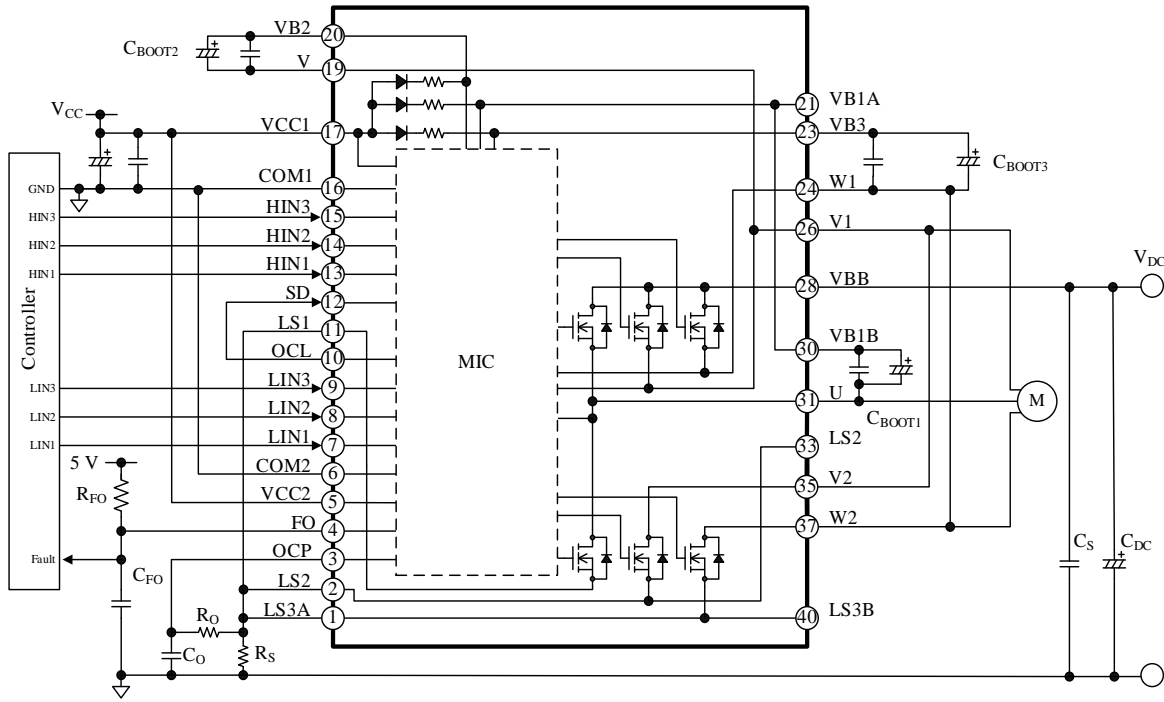 CBOOT2
VB2
20
V
19
VCC
VCC1
17
Controller
GND
COM1
16
HIN3
HIN3
15
HIN2
HIN2
14
HIN1
HIN1
13
SD
12
LS1
11
OCL
10
LIN3
LIN3
9
LIN2
LIN2
8
LIN1
LIN1
7
5 V
COM2
6
RFO
VCC2
5
FO
4
Fault
OCP
3
CFO
LS2
2
LS3A
1
RO
CO
RS
MIC
21
VB1A
23
VB3
CBOOT3
24
W1
26
V1
28
VBB
VDC
30
VB1B
31
U
CBOOT1
M
33
LS2
35
V2
37
W2
40
LS3B
CS
CDC